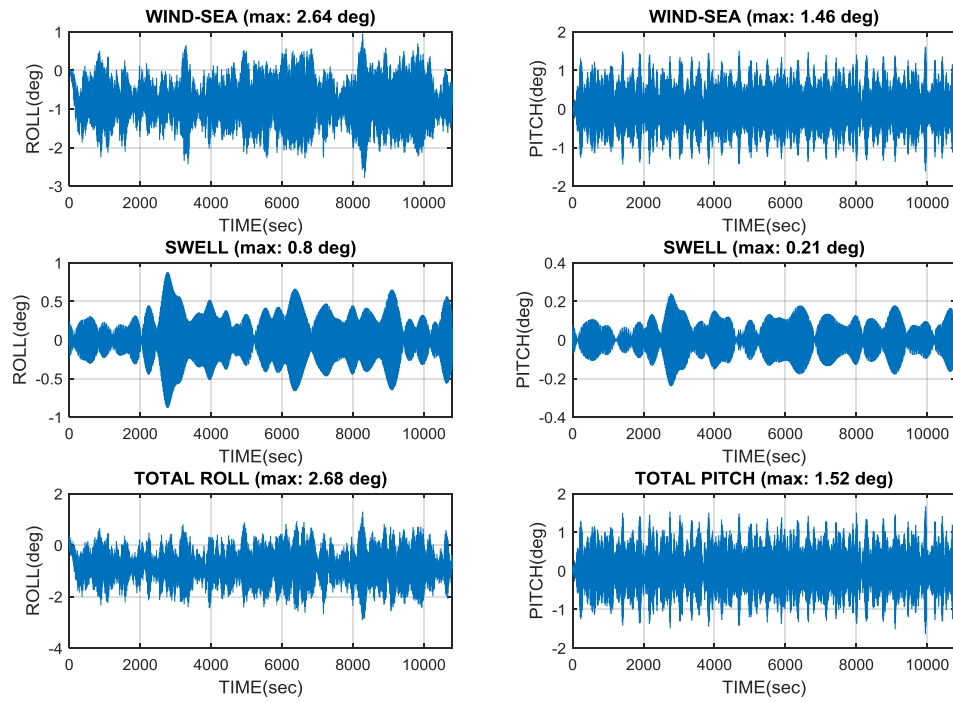 WIND-SEA (max: 2.64 deg)
1
0
-1
-2
-3
ROLL(deg)
0 2000 4000 6000 8000 10000
TIME(sec)
WIND-SEA (max: 1.46 deg)
2
1
0
-1
-2
PITCH(deg)
0 2000 4000 6000 8000 10000
TIME(sec)
SWELL (max: 0.8 deg)
1
0.5
0
-0.5
-1
ROLL(deg)
0 2000 4000 6000 8000 10000
TIME(sec)
SWELL (max: 0.21 deg)
0.4
0.2
0
-0.2
-0.4
PITCH(deg)
0 2000 4000 6000 8000 10000
TIME(sec)
TOTAL ROLL (max: 2.68 deg)
2
0
-2
-4
ROLL(deg)
0 2000 4000 6000 8000 10000
TIME(sec)
TOTAL PITCH (max: 1.52 deg)
2
1
0
-1
-2
PITCH(deg
0 2000 4000 6000 8000 10000
TIME(sec)